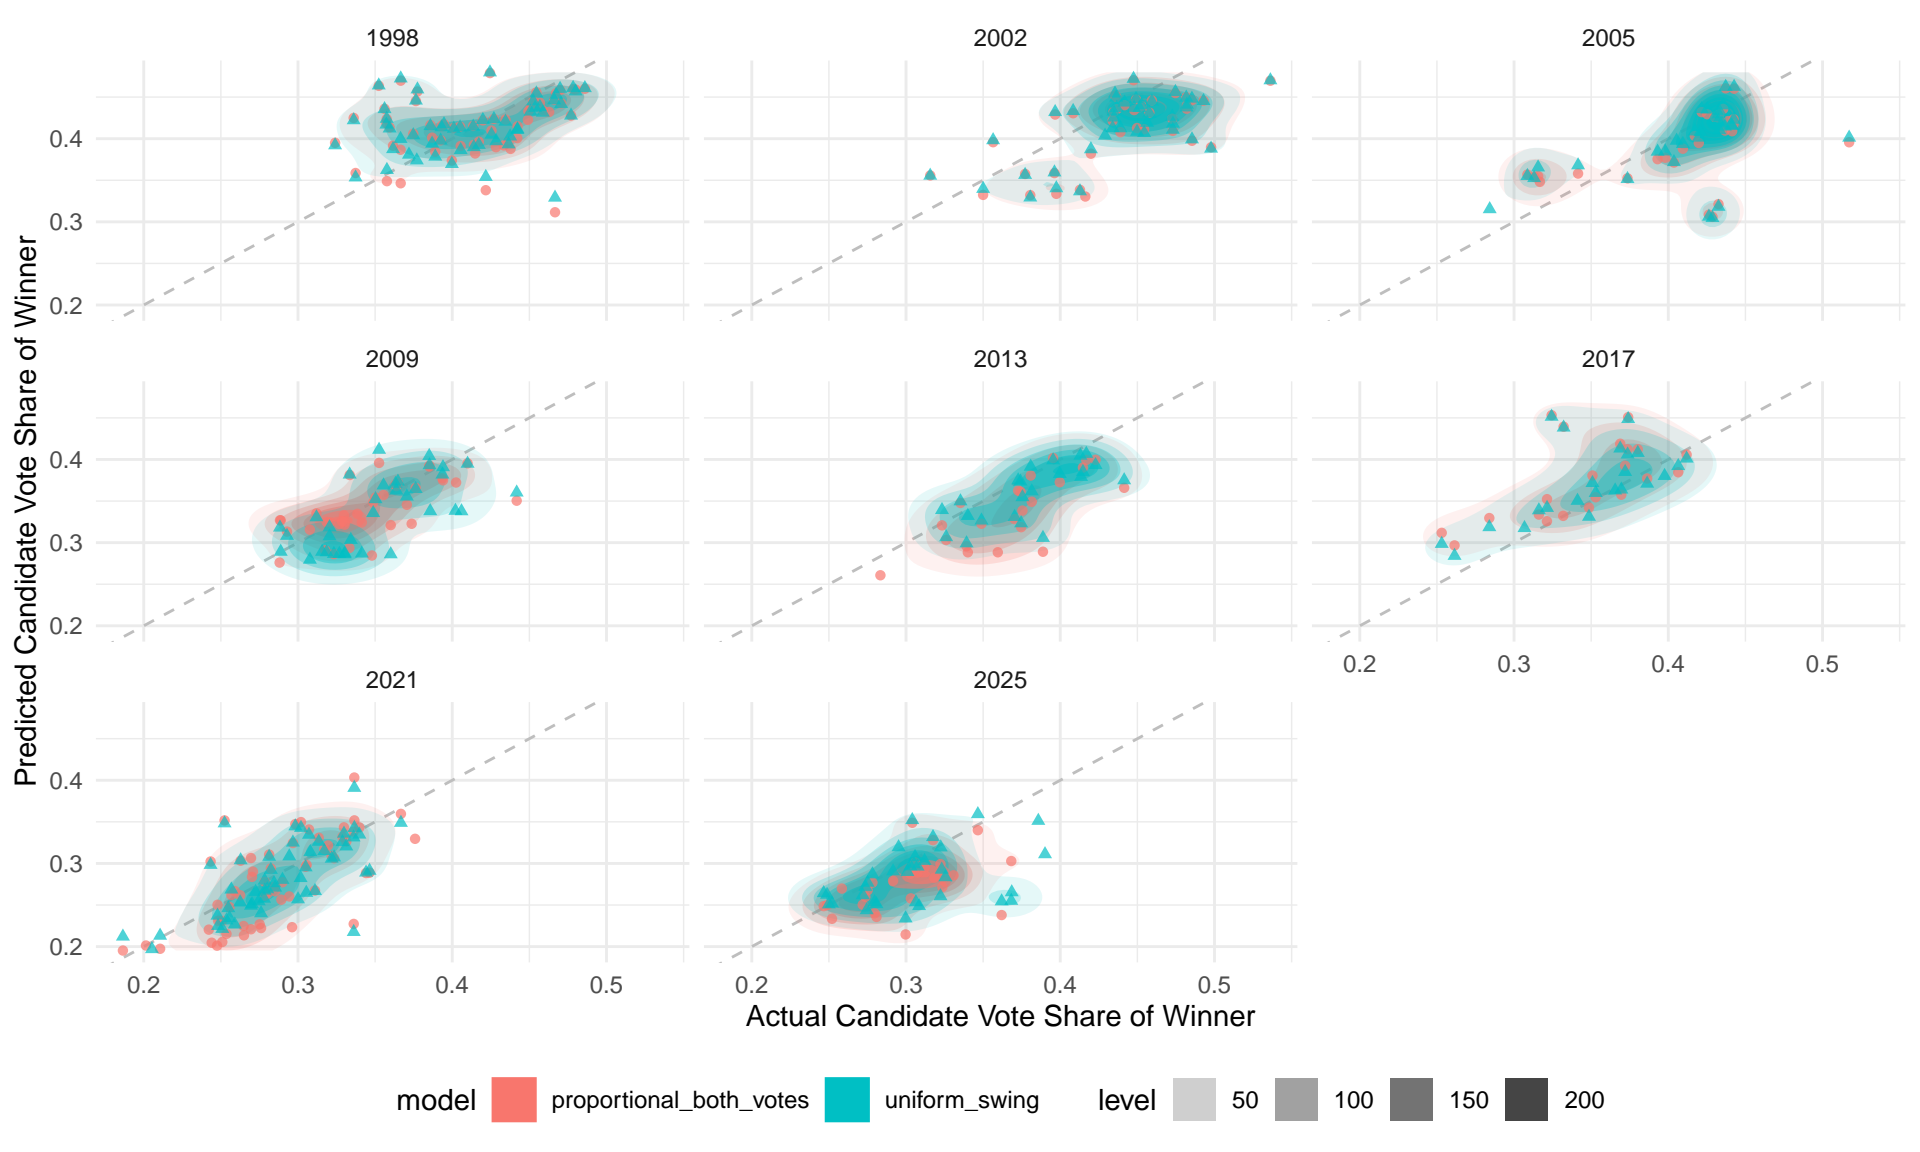 1998
2002
2005
0.4
0.3
0.2
2009
2013
2017
0.4
0.3
0.2
0.2 0.3 0.4 0.5
2021
2025
0.4
0.3
0.2
0.2 0.3 0.4 0.5
0.2 0.3 0.4 0.5
Predicted Candidate Vote Share of Winner
Actual Candidate Vote Share of Winner
model proportional_both_votes uniform_swing level 50 100 150 200